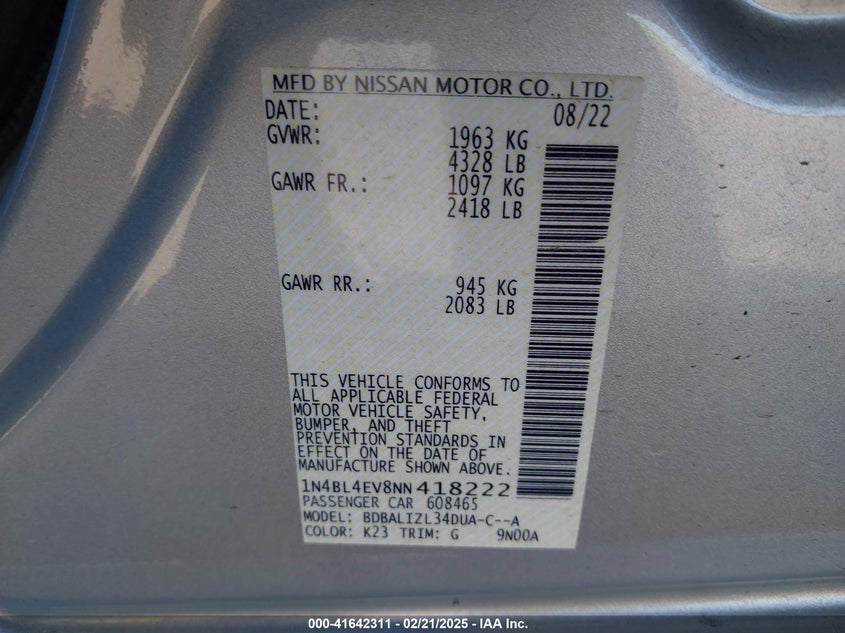 MFD BY NISSAN MOTOR CO., LTD.
DATE: 08/22
GVWR: 1963 KG
4328 LB
GAWR FR.: 1097 KG
2418 LB
GAWR RR.: 945 KG
2083 LB
THIS VEHICLE CONFORMS TO
ALL APPLICABLE FEDERAL
MOTOR VEHICLE SAFETY,
BUMPER, AND THEFT
PREVENTION STANDARDS IN
EFFECT ON THE DATE OF
MANUFACTURE SHOWN ABOVE.
1N4BL4EV8NN418222
PASSENGER CAR 608465
MODEL: BDBALIZL34DUA-C--A
COLOR: K23 TRIM: G 9N00A
000-41642311 - 02/21/2025 - IAA Inc.